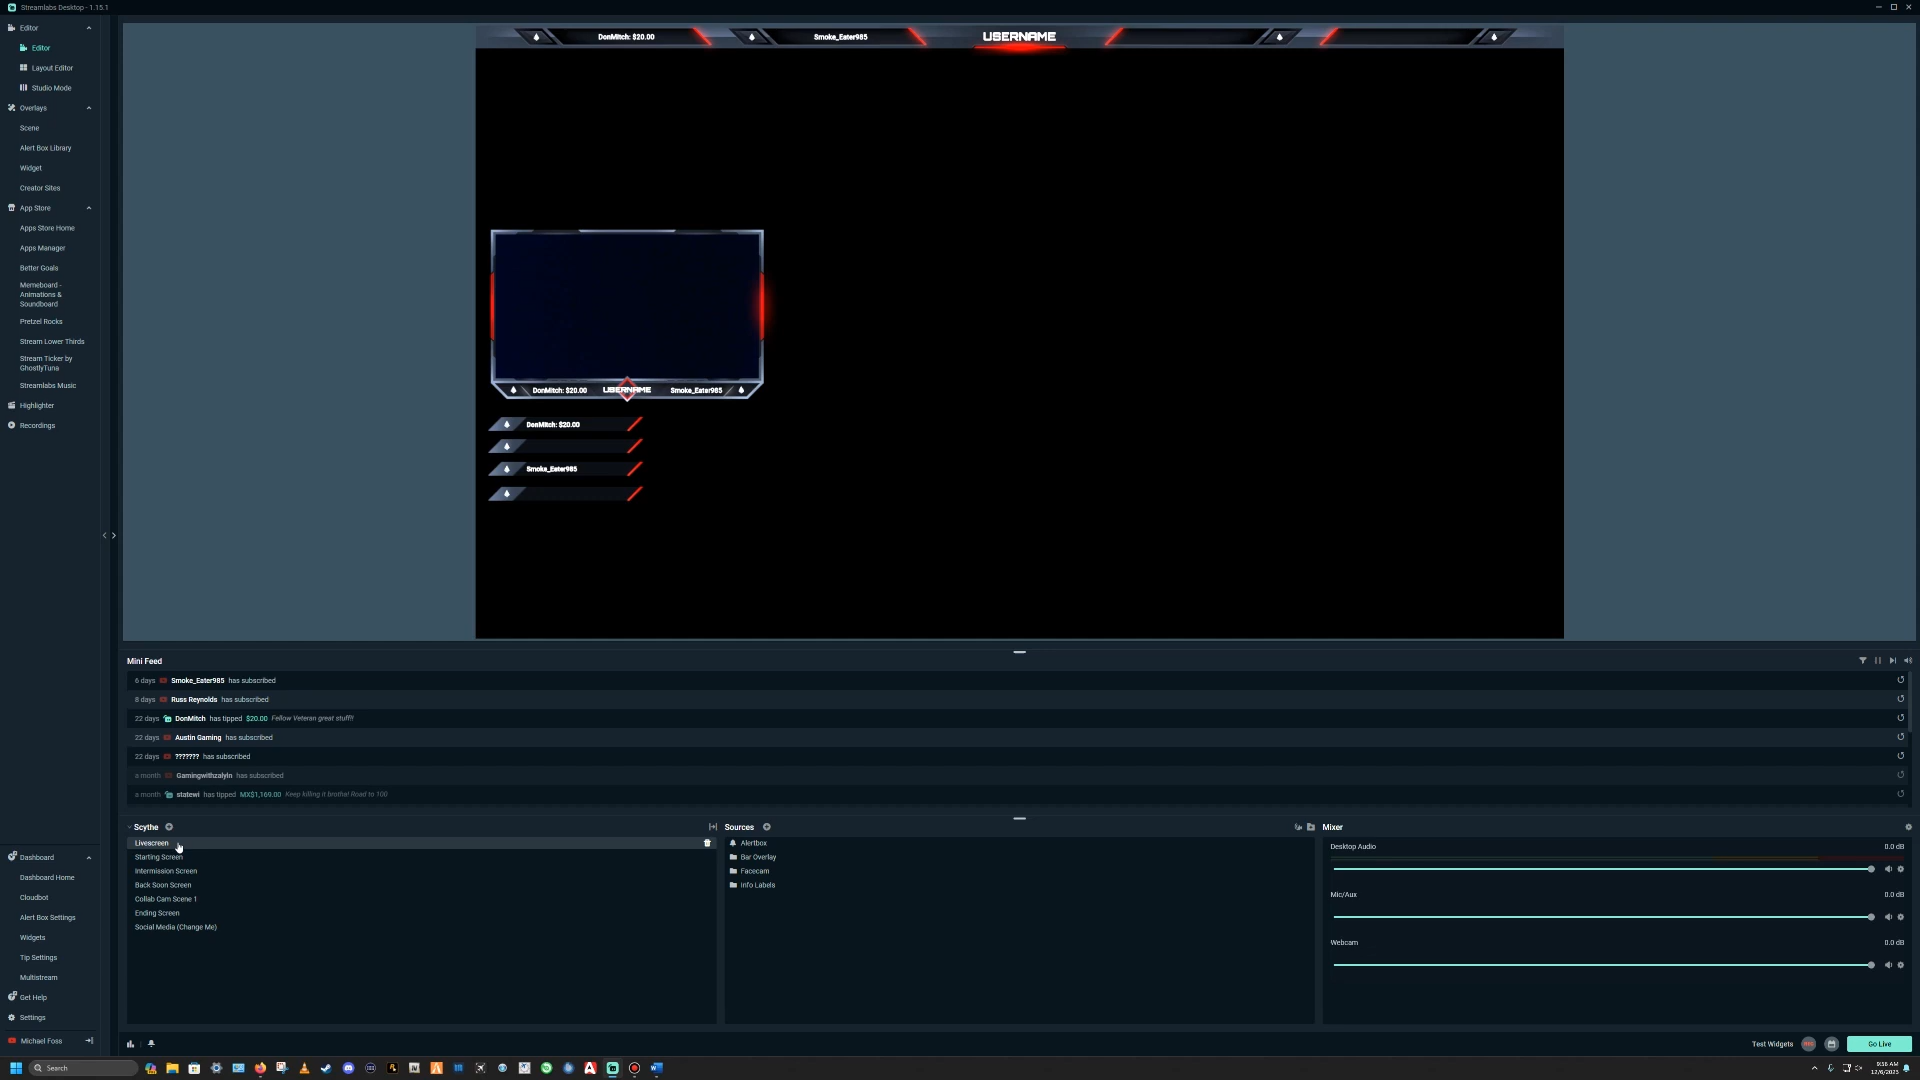 Streamlabs Desktop - 1.15.1
Editor
Editor
Layout Editor
Studio Mode
Overlays
Scene
Alert Box Library
Widget
Creator Sites
App Store
Apps Store Home
Apps Manager
Better Goals
Memeboard -
Animations &
Soundboard
Pretzel Rocks
Stream Lower Thirds
Stream Ticker by
GhostlyTuna
Streamlabs Music
Highlighter
Recordings
Dashboard
Dashboard Home
Cloudbot
Alert Box Settings
Widgets
Tip Settings
Multistream
Get Help
Settings
Michael Foss
DonMitch: $20.00
Smoke_Eater985
USERNAME
DonMitch: $20.00
USERNAME
Smoke_Eater985
DonMitch: $20.00
Smoke_Eater985
Mini Feed
6 days Smoke_Eater985 has subscribed
8 days Russ Reynolds has subscribed
22 days DonMitch has tipped $20.00 Fellow Veteran great stuff!!
22 days Austin Gaming has subscribed
22 days ??????? has subscribed
a month Gamingwithzalyin has subscribed
a month statewi has tipped MX$1,169.00 Keep killing it brotha! Road to 100
Scythe
Livescreen
Starting Screen
Intermission Screen
Back Soon Screen
Collab Cam Scene 1
Ending Screen
Social Media (Change Me)
Sources
Alertbox
Bar Overlay
Facecam
Info Labels
Mixer
Desktop Audio 0.0 dB
Mic/Aux 0.0 dB
Webcam 0.0 dB
Test Widgets
REC
Go Live
Search
9:56 AM
12/6/2023